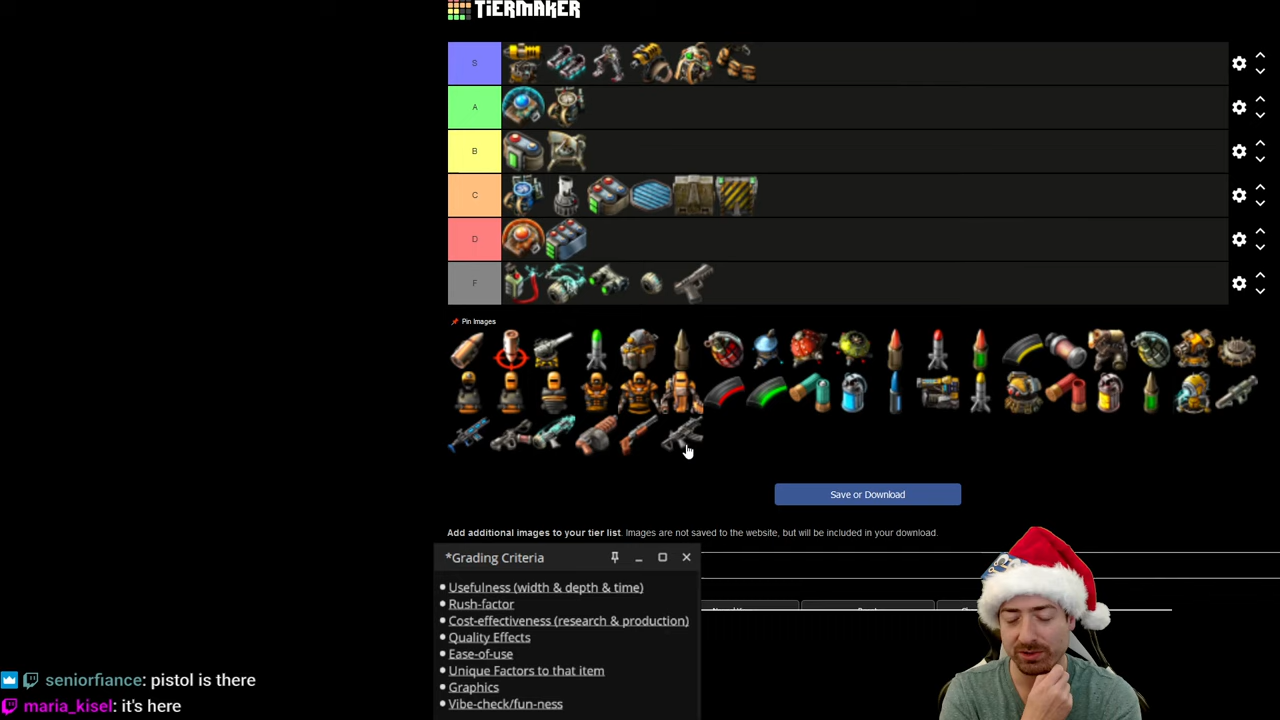 TIERMAKER
S
A
B
C
D
F
Pin Images
Save or Download
Add additional images to your tier list. Images are not saved to the website, but will be included in your download.
*Grading Criteria
Usefulness (width & depth & time)
Rush-factor
Cost-effectiveness (research & production)
Quality Effects
Ease-of-use
Unique Factors to that item
Graphics
Vibe-check/fun-ness
seniorfiance: pistol is there
maria_kisel: it's here